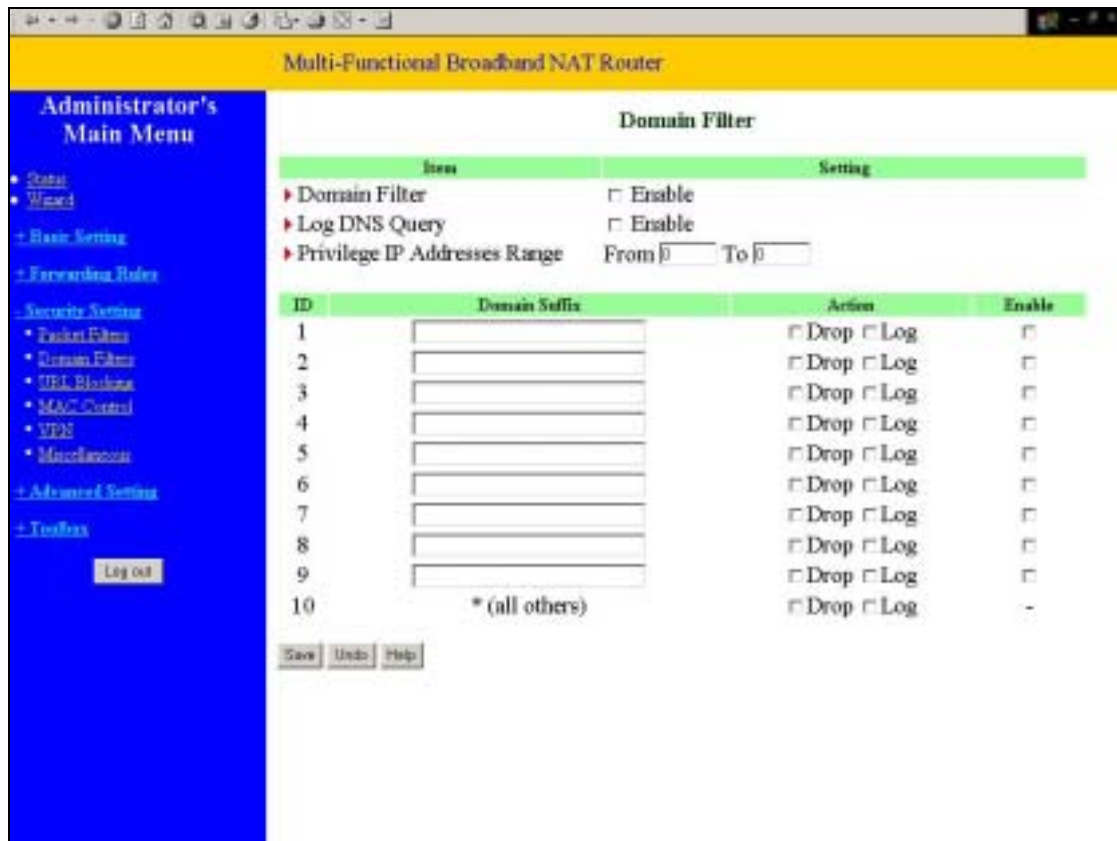 Multi-Functional Broadband NAT Router
Administrator's
Main Menu
Status
Wizard
+ Basic Setting
+ Forwarding Rules
- Security Setting
Packet Filters
Domain Filters
URL Blocking
MAC Control
VPN
Miscellaneous
+ Advanced Setting
+ Toolbox
Log out
Domain Filter
Item Setting
Domain Filter Enable
Log DNS Query Enable
Privilege IP Addresses Range From 0 To 0
ID Domain Suffix Action Enable
1 Drop Log
2 Drop Log
3 Drop Log
4 Drop Log
5 Drop Log
6 Drop Log
7 Drop Log
8 Drop Log
9 Drop Log
10 * (all others) Drop Log -
Save Undo Help